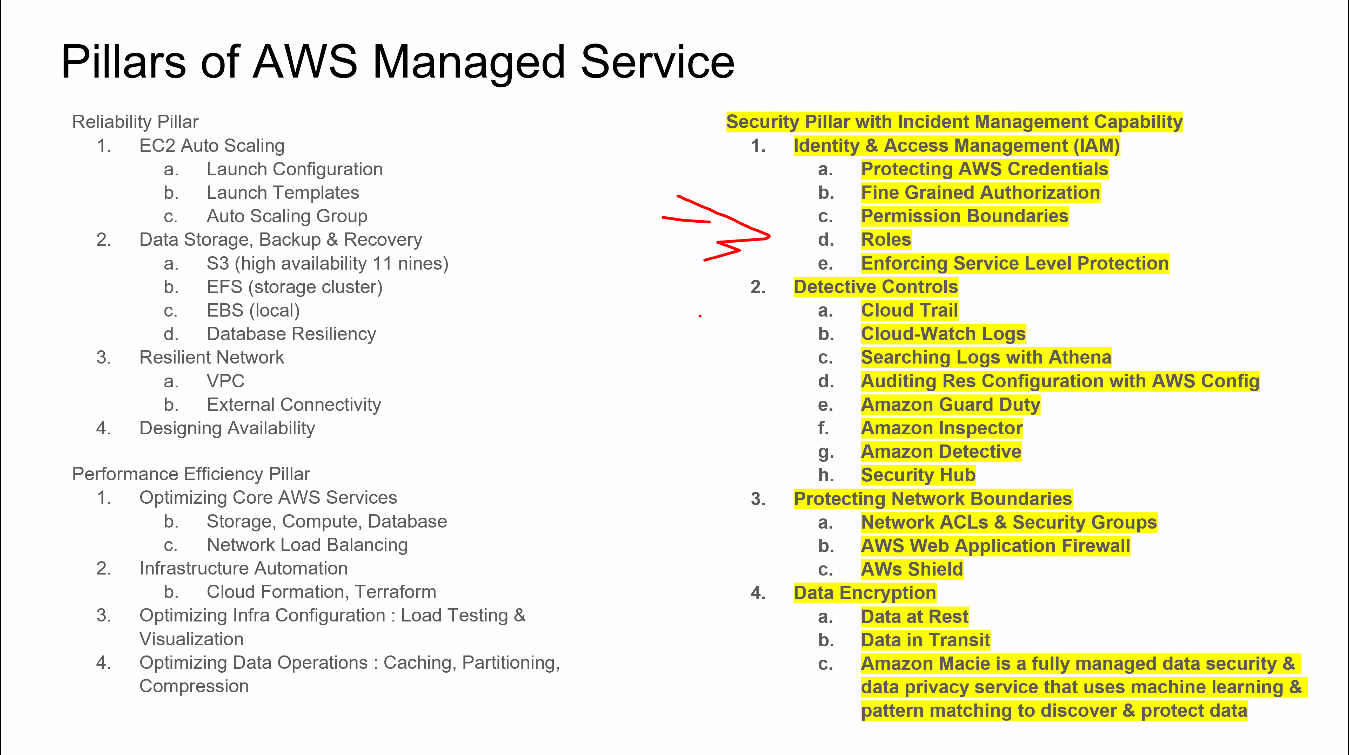 Pillars of AWS Managed Service
Reliability Pillar
1. EC2 Auto Scaling
a. Launch Configuration
b. Launch Templates
c. Auto Scaling Group
2. Data Storage, Backup & Recovery
a. S3 (high availability 11 nines)
b. EFS (storage cluster)
c. EBS (local)
d. Database Resiliency
3. Resilient Network
a. VPC
b. External Connectivity
4. Designing Availability
Performance Efficiency Pillar
1. Optimizing Core AWS Services
b. Storage, Compute, Database
c. Network Load Balancing
2. Infrastructure Automation
b. Cloud Formation, Terraform
3. Optimizing Infra Configuration : Load Testing &
Visualization
4. Optimizing Data Operations : Caching, Partitioning,
Compression
Security Pillar with Incident Management Capability
1. Identity & Access Management (IAM)
a. Protecting AWS Credentials
b. Fine Grained Authorization
c. Permission Boundaries
d. Roles
e. Enforcing Service Level Protection
2. Detective Controls
a. Cloud Trail
b. Cloud-Watch Logs
c. Searching Logs with Athena
d. Auditing Res Configuration with AWS Config
e. Amazon Guard Duty
f. Amazon Inspector
g. Amazon Detective
h. Security Hub
3. Protecting Network Boundaries
a. Network ACLs & Security Groups
b. AWS Web Application Firewall
c. AWs Shield
4. Data Encryption
a. Data at Rest
b. Data in Transit
c. Amazon Macie is a fully managed data security &
data privacy service that uses machine learning &
pattern matching to discover & protect data